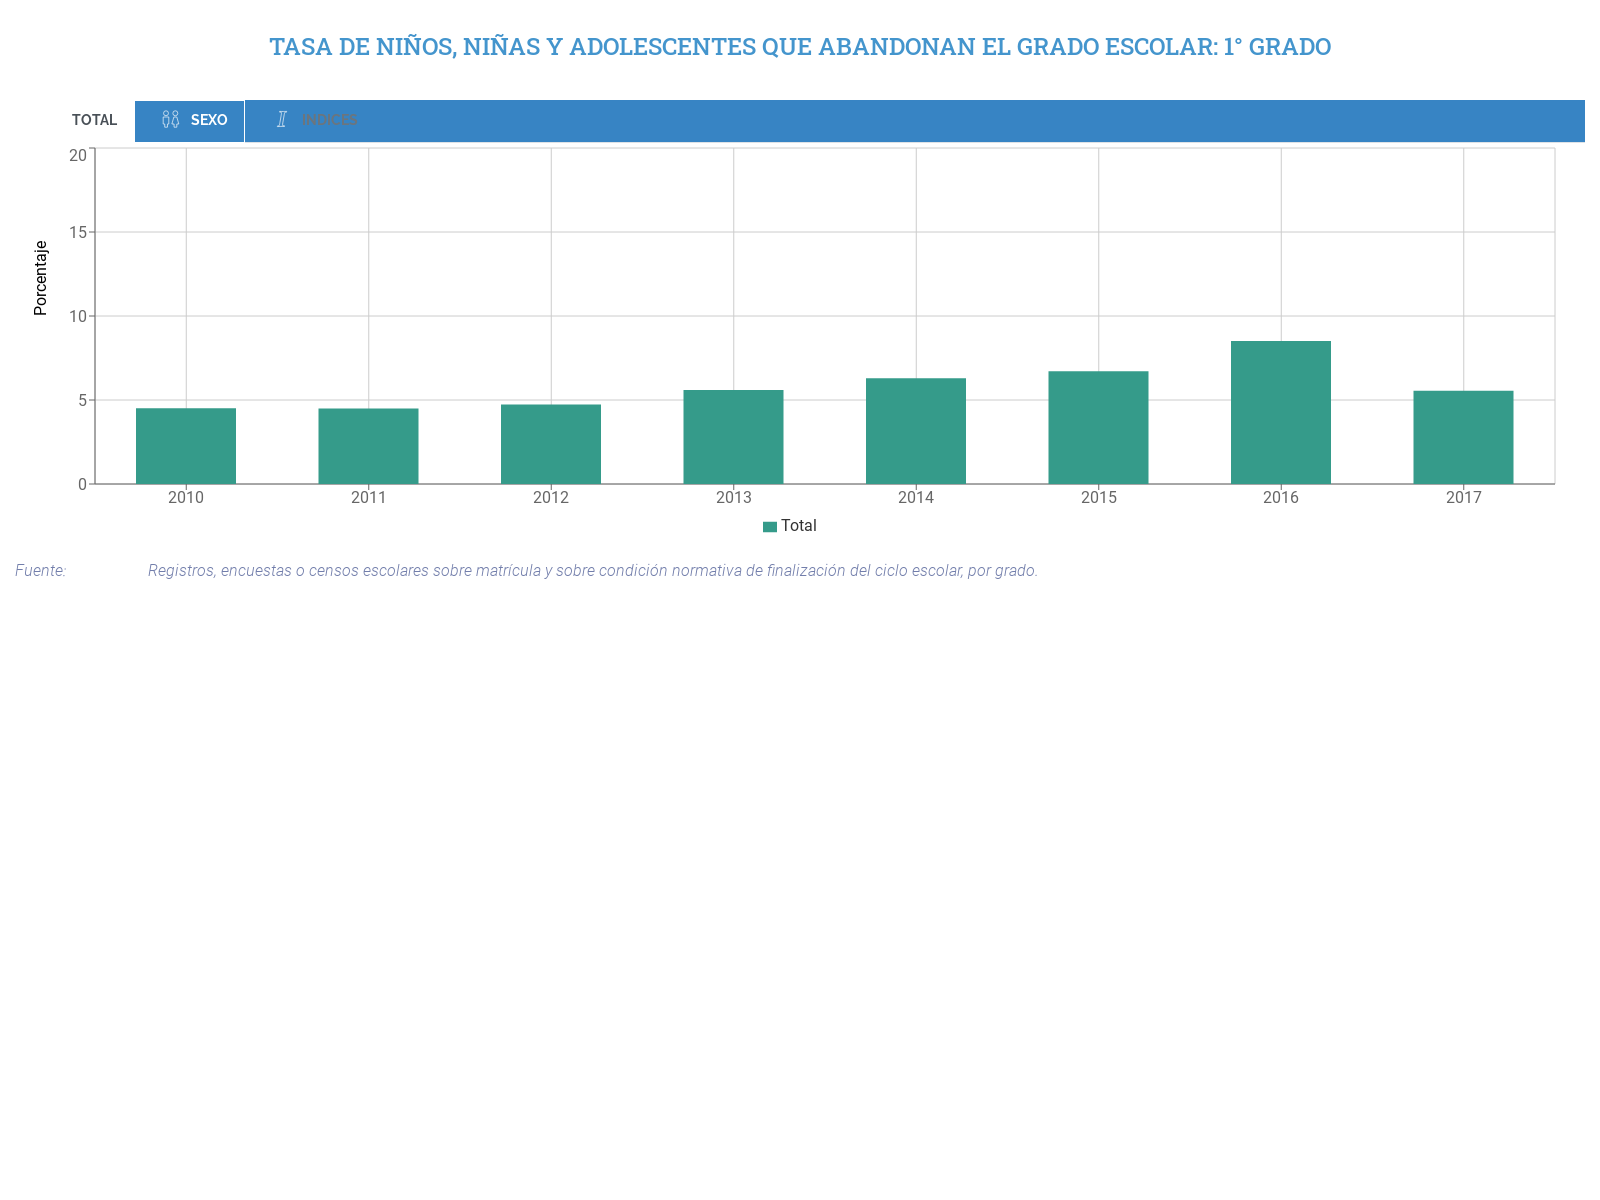 TASA DE NIÑOS, NIÑAS Y ADOLESCENTES QUE ABANDONAN EL GRADO ESCOLAR: 1° GRADO
TOTAL SEXO INDICES
20
15
10
5
0
Porcentaje
2010 2011 2012 2013 2014 2015 2016 2017
Total
Fuente: Registros, encuestas o censos escolares sobre matrícula y sobre condición normativa de finalización del ciclo escolar, por grado.